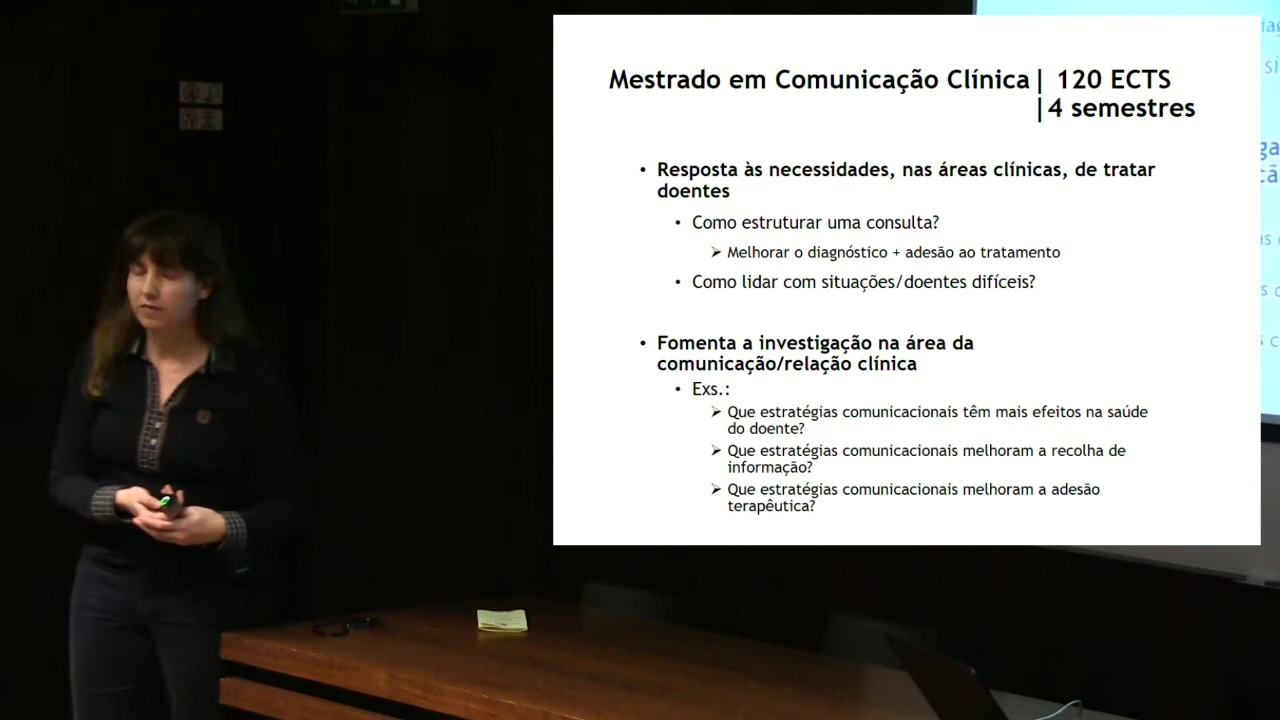 Mestrado em Comunicação Clínica| 120 ECTS
|4 semestres
• Resposta às necessidades, nas áreas clínicas, de tratar
doentes
• Como estruturar uma consulta?
➢ Melhorar o diagnóstico + adesão ao tratamento
• Como lidar com situações/doentes difíceis?
• Fomenta a investigação na área da
comunicação/relação clínica
• Exs.:
➢ Que estratégias comunicacionais têm mais efeitos na saúde
do doente?
➢ Que estratégias comunicacionais melhoram a recolha de
informação?
➢ Que estratégias comunicacionais melhoram a adesão
terapêutica?